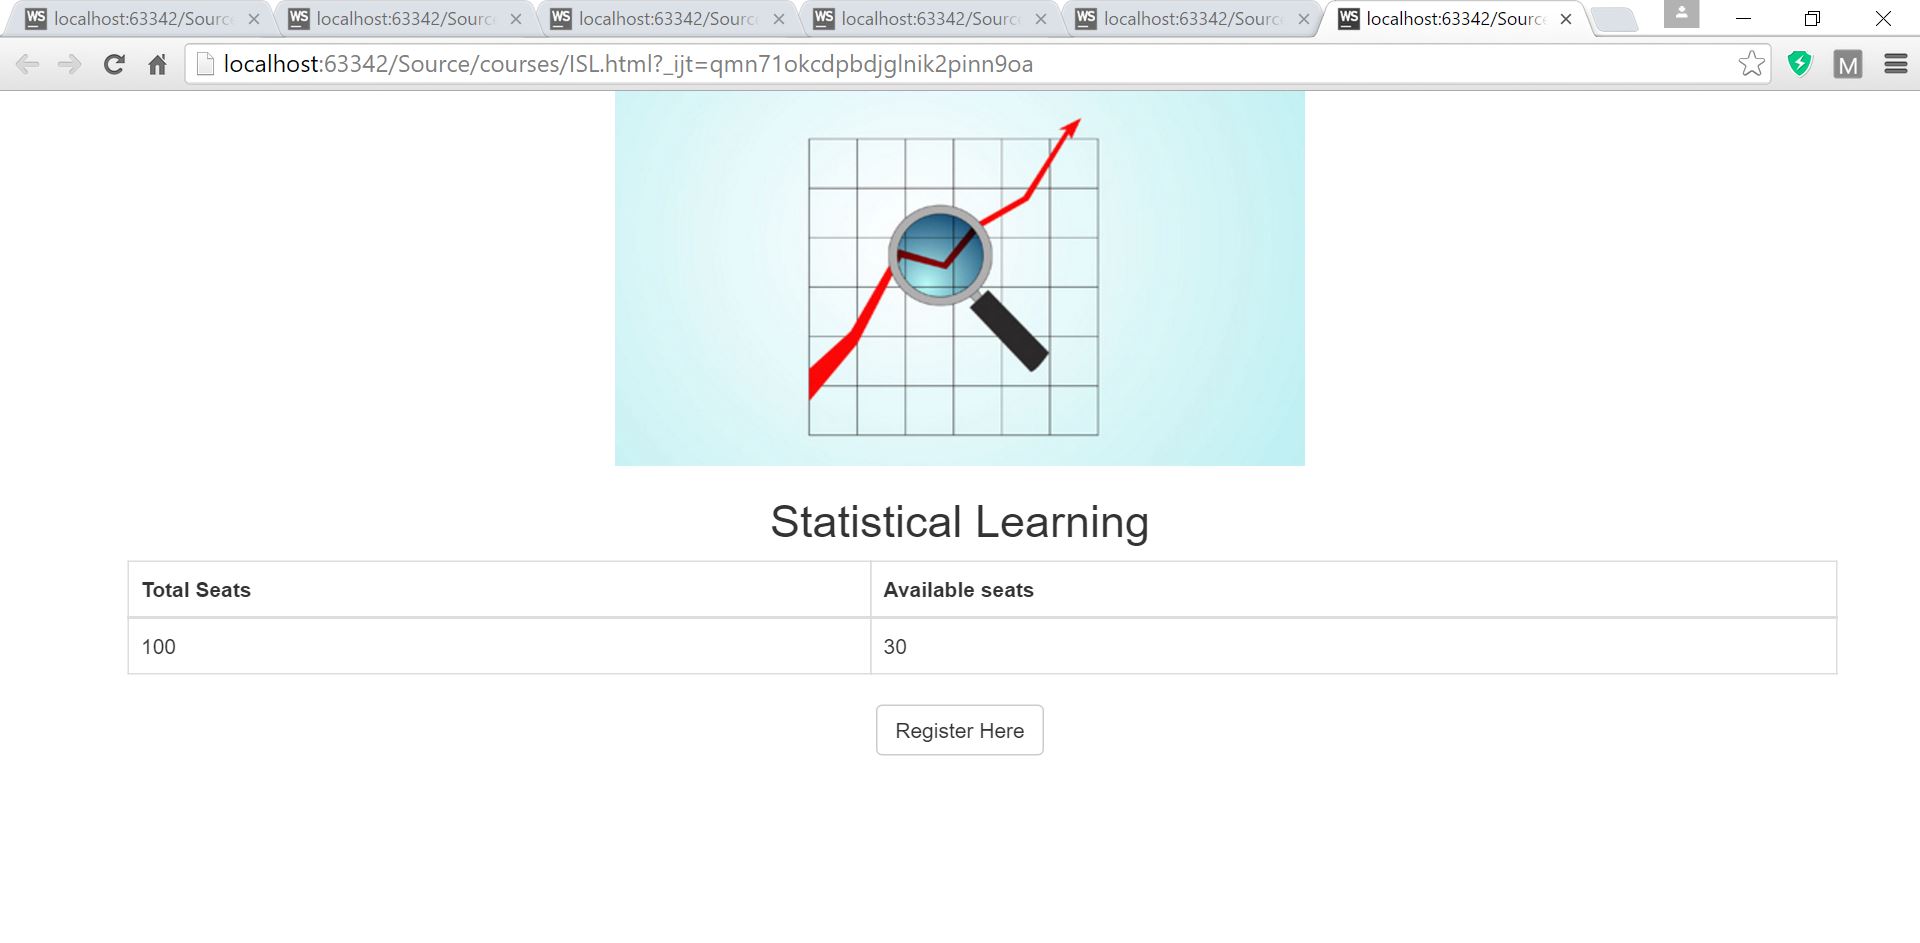 WS localhost:63342/Sourc WS localhost:63342/Sourc WS localhost:63342/Sourc WS localhost:63342/Sourc WS localhost:63342/Sourc WS localhost:63342/Sourc
localhost:63342/Source/courses/ISL.html?_ijt=qmn71okcdpbdjglnik2pinn9oa M
Statistical Learning
Total Seats Available seats
100 30
Register Here